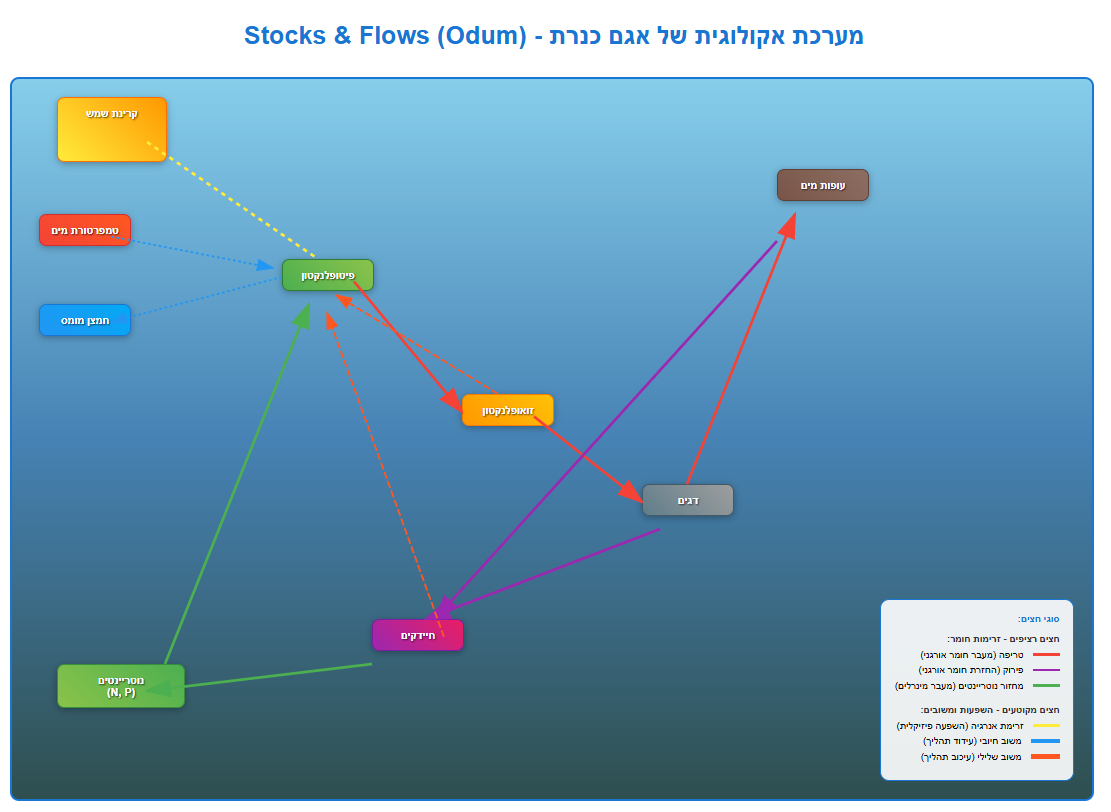 מערכת אקולוגית של אגם כנרת - Stocks & Flows (Odum)
קרינת שמש
עופות מים
טמפרטורת מים
פיטופלנקטון
חמצן מומס
זואופלנקטון
דגים
חיידקים
נוטריינטים
(N, P)
סוגי חצים:
חצים רציפים - זרימות חומר:
טריפה (מעבר חומר אורגני)
פירוק (החזרת חומר אורגני)
מחזור נוטריינטים (מעבר מינרלים)
חצים מקוטעים - השפעות ומשובים:
זרימת אנרגיה (השפעה פיזיקלית)
משוב חיובי (עידוד תהליך)
משוב שלילי (עיכוב תהליך)